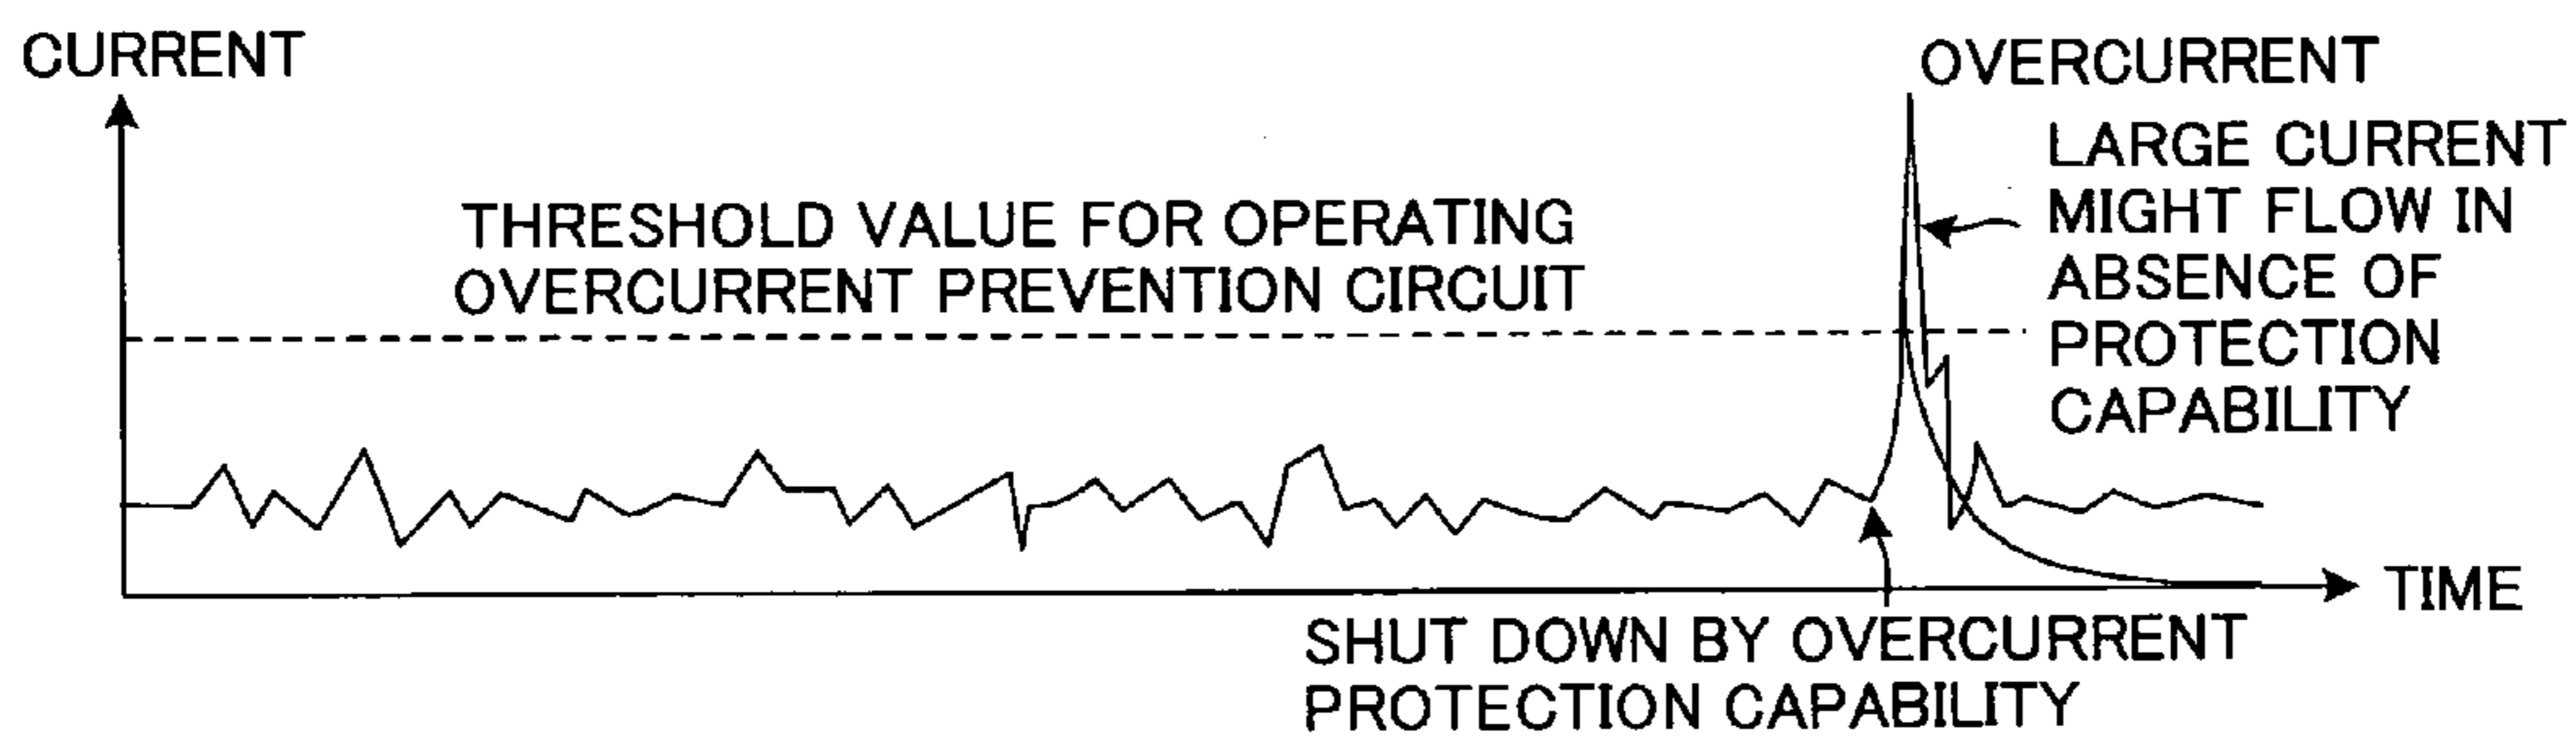 CURRENT
OVERCURRENT
LARGE CURRENT
MIGHT FLOW IN
ABSENCE OF
PROTECTION
CAPABILITY
THRESHOLD VALUE FOR OPERATING
OVERCURRENT PREVENTION CIRCUIT
TIME
SHUT DOWN BY OVERCURRENT
PROTECTION CAPABILITY